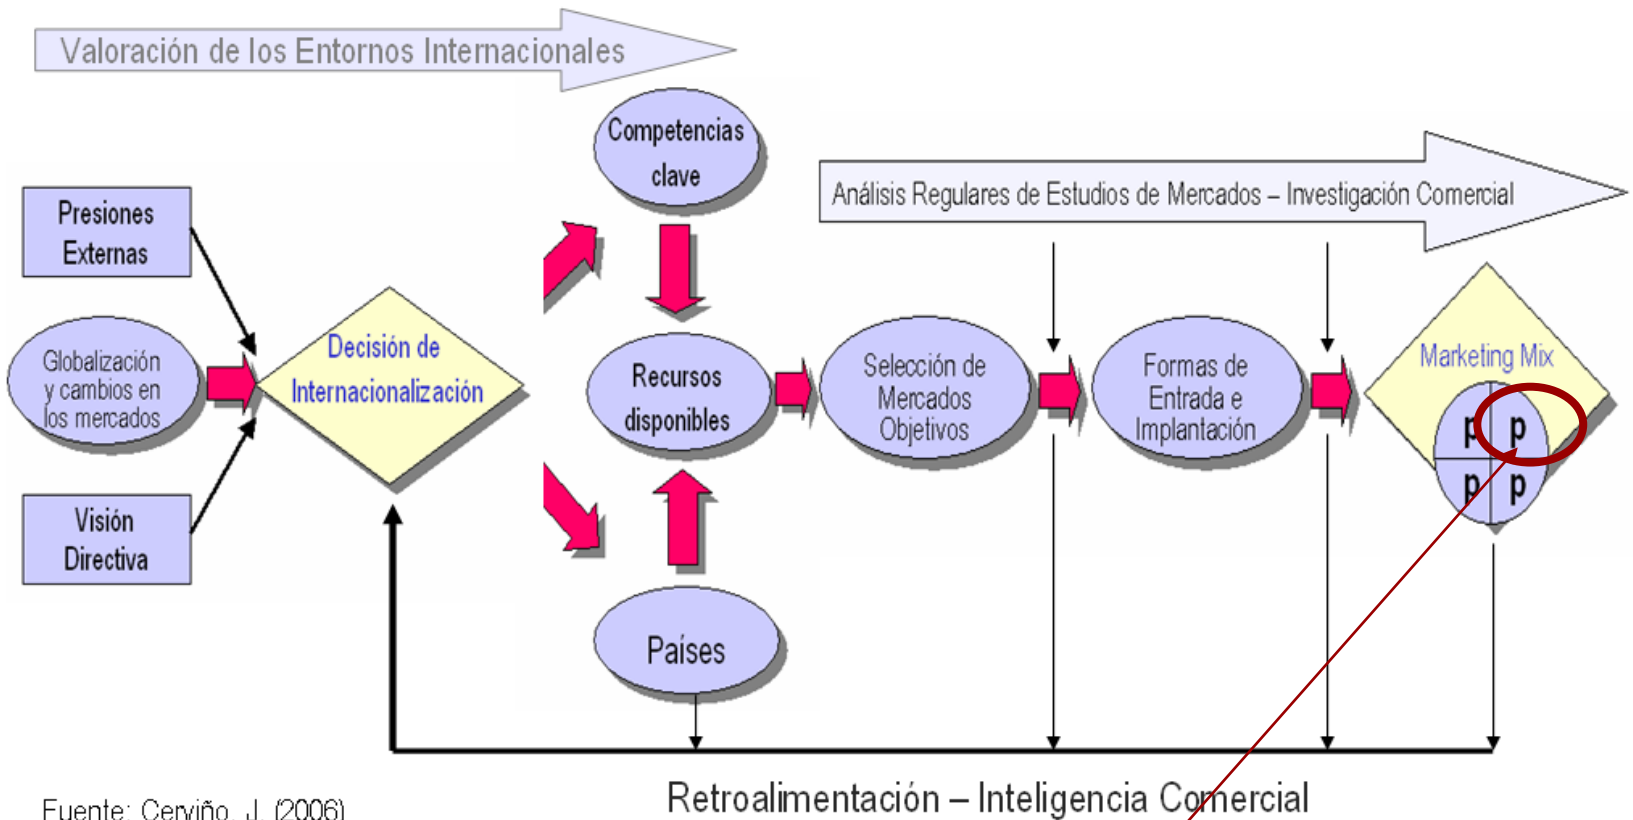 Valoración de los Entornos Internacionales
Competencias
clave
Análisis Regulares de Estudios de Mercados – Investigación Comercial
Presiones
Externas
Globalización
y cambios en
los mercados
Decisión de
Internacionalización
Recursos
disponibles
Selección de
Mercados
Objetivos
Formas de
Entrada e
Implantación
Marketing Mix
p p
p p
Visión
Directiva
Países
Retroalimentación – Inteligencia Comercial
Fuente: Cerviño, J. (2006)